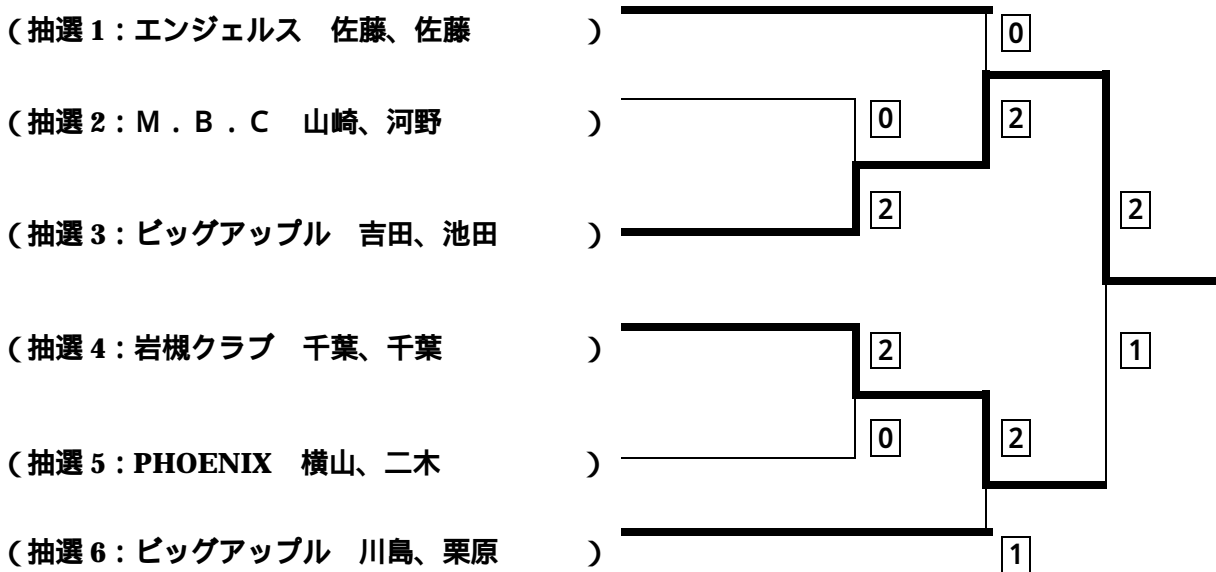 （抽選 1：エンジェルス　佐藤、佐藤　　　　）
0
（抽選 2：Ｍ．Ｂ．Ｃ　山崎、河野　　　　　）
0
2
2
2
（抽選 3：ビッグアップル　吉田、池田　　　）
（抽選 4：岩槻クラブ　千葉、千葉　　　　　）
2
1
0
2
（抽選 5：PHOENIX　横山、二木　　　　　）
（抽選 6：ビッグアップル　川島、栗原　　　）
1